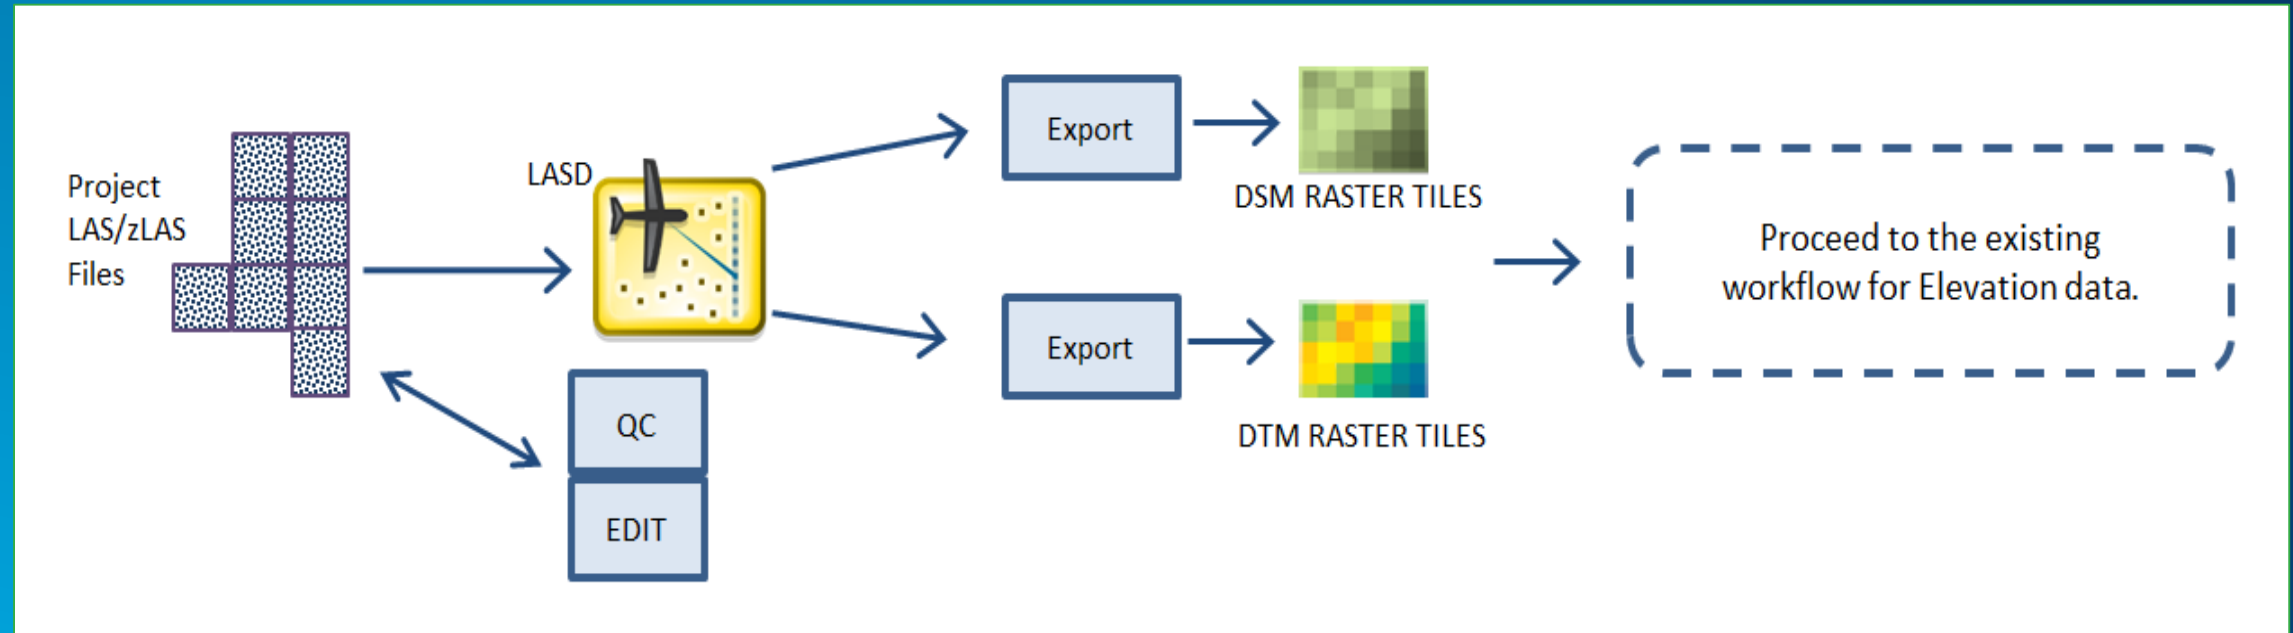 Project
LAS/zLAS
Files
LASD
QC
EDIT
Export
DSM RASTER TILES
Export
DTM RASTER TILES
Proceed to the existing
workflow for Elevation data.